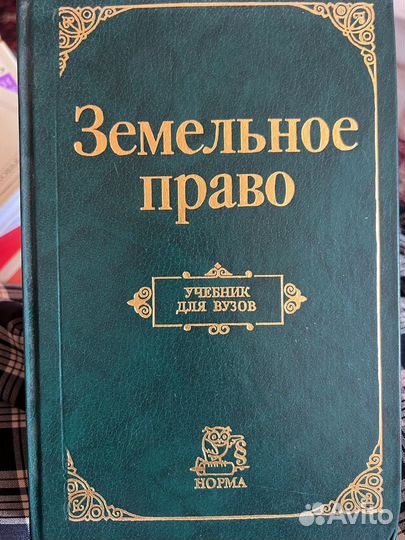 Земельное
право
УЧЕБНИК
ДЛЯ ВУЗОВ
§
НОРМА
Avito